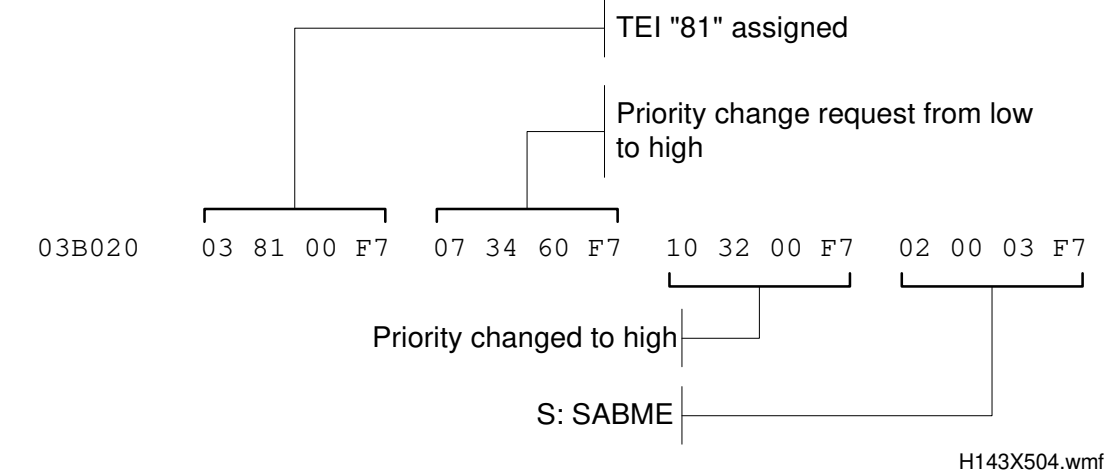 TEI "81" assigned
Priority change request from low
to high
03B020 03 81 00 F7 07 34 60 F7 10 32 00 F7 02 00 03 F7
Priority changed to high
S: SABME
H143X504.wmf